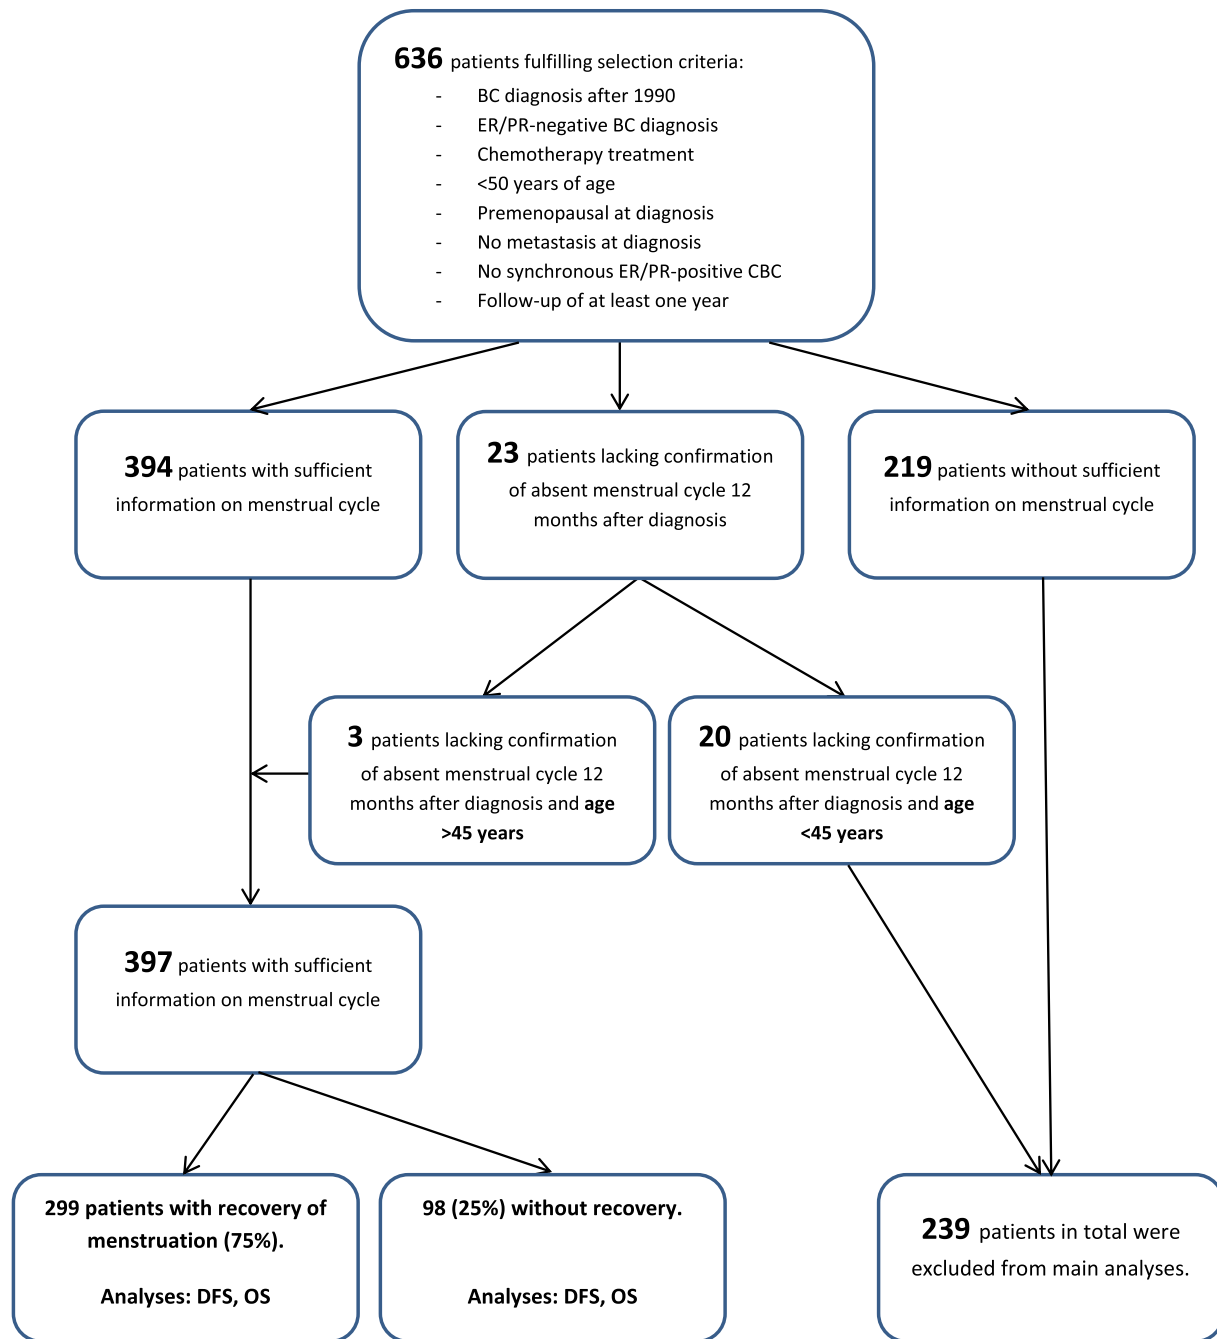 636 patients fulfilling selection criteria:
- BC diagnosis after 1990
- ER/PR-negative BC diagnosis
- Chemotherapy treatment
- <50 years of age
- Premenopausal at diagnosis
- No metastasis at diagnosis
- No synchronous ER/PR-positive CBC
- Follow-up of at least one year
394 patients with sufficient
information on menstrual cycle
23 patients lacking confirmation
of absent menstrual cycle 12
months after diagnosis
219 patients without sufficient
information on menstrual cycle
3 patients lacking confirmation
of absent menstrual cycle 12
months after diagnosis and age
>45 years
20 patients lacking confirmation
of absent menstrual cycle 12
months after diagnosis and age
<45 years
397 patients with sufficient
information on menstrual cycle
299 patients with recovery of
menstruation (75%).
Analyses: DFS, OS
98 (25%) without recovery.
Analyses: DFS, OS
239 patients in total were
excluded from main analyses.